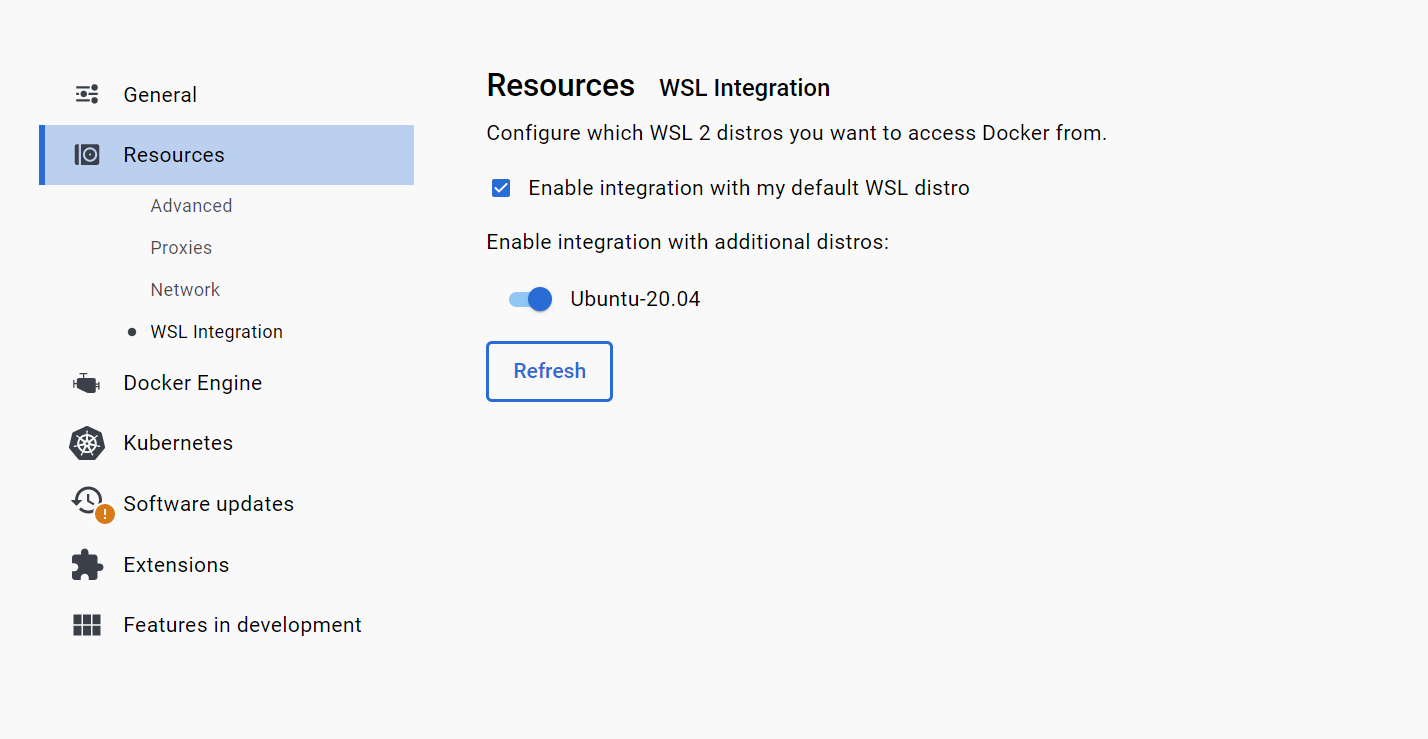 General
Resources
Advanced
Proxies
Network
WSL Integration
Docker Engine
Kubernetes
Software updates
Extensions
Features in development
Resources WSL Integration
Configure which WSL 2 distros you want to access Docker from.
Enable integration with my default WSL distro
Enable integration with additional distros:
Ubuntu-20.04
Refresh